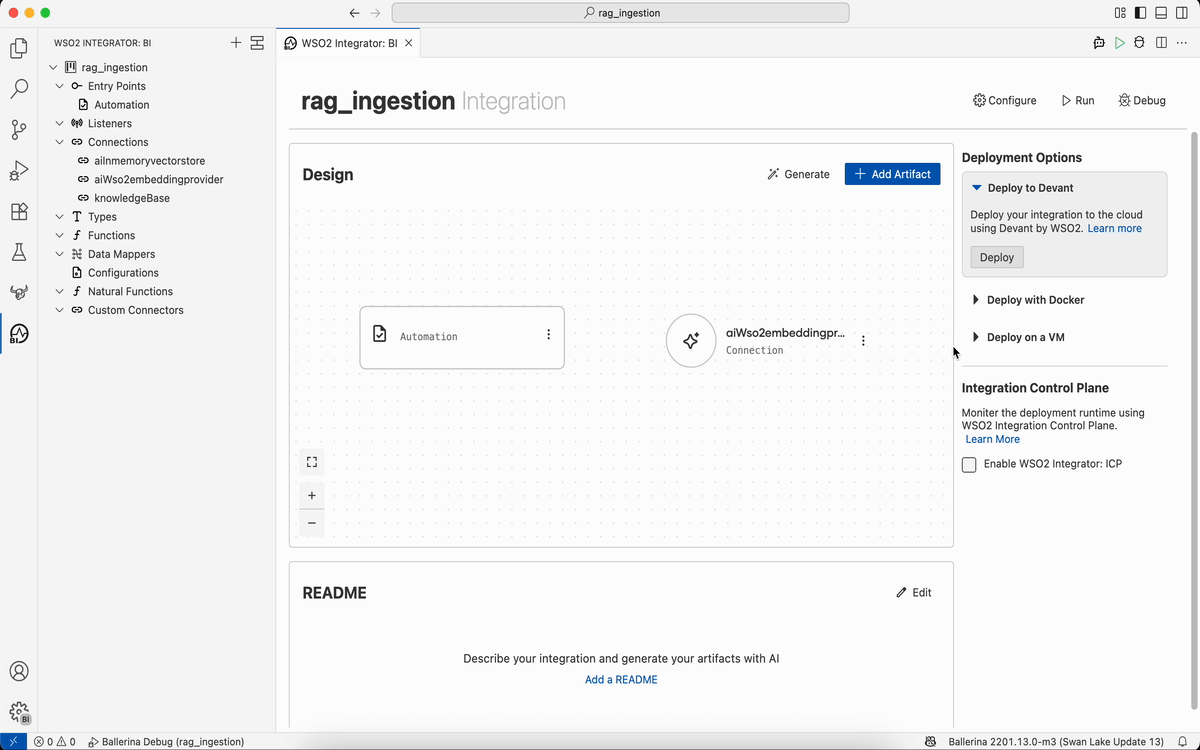 rag_ingestion
WSO2 INTEGRATOR: BI
rag_ingestion
Entry Points
Automation
Listeners
Connections
aiInmemoryvectorstore
aiWso2embeddingprovider
knowledgeBase
Types
Functions
Data Mappers
Configurations
Natural Functions
Custom Connectors
BI
WSO2 Integrator: BI
rag_ingestion Integration
Configure
Run
Debug
Design
Generate
Add Artifact
Automation
aiWso2embeddingpr...
Connection
README
Edit
Describe your integration and generate your artifacts with AI
Add a README
Deployment Options
Deploy to Devant
Deploy your integration to the cloud
using Devant by WSO2. Learn more
Deploy
Deploy with Docker
Deploy on a VM
Integration Control Plane
Moniter the deployment runtime using
WSO2 Integration Control Plane.
Learn More
Enable WSO2 Integrator: ICP
0 0 Ballerina Debug (rag_ingestion)
Ballerina 2201.13.0-m3 (Swan Lake Update 13)